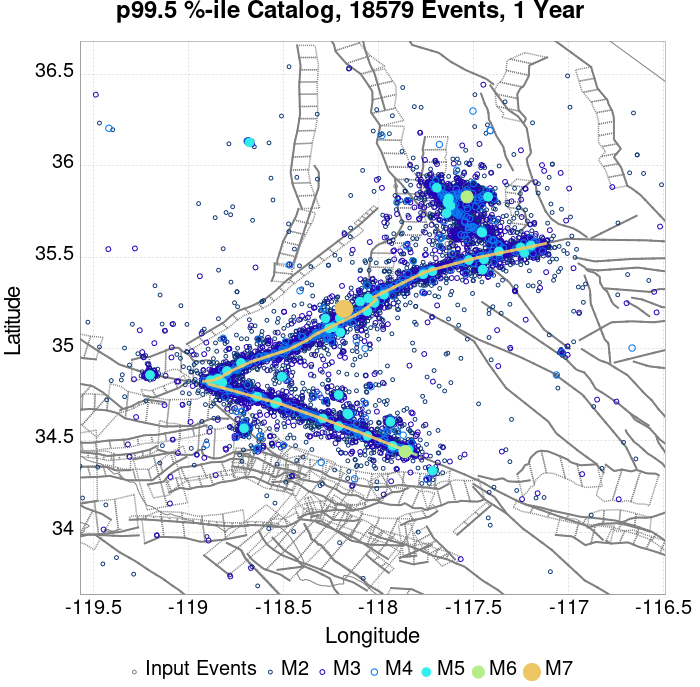 p99.5 %-ile Catalog, 18579 Events, 1 Year
36.5
36
35.5
35
34.5
34
Latitude
-119.5 -119 -118.5 -118 -117.5 -117 -116.5
Longitude
Input Events M2 M3 M4 M5 M6 M7